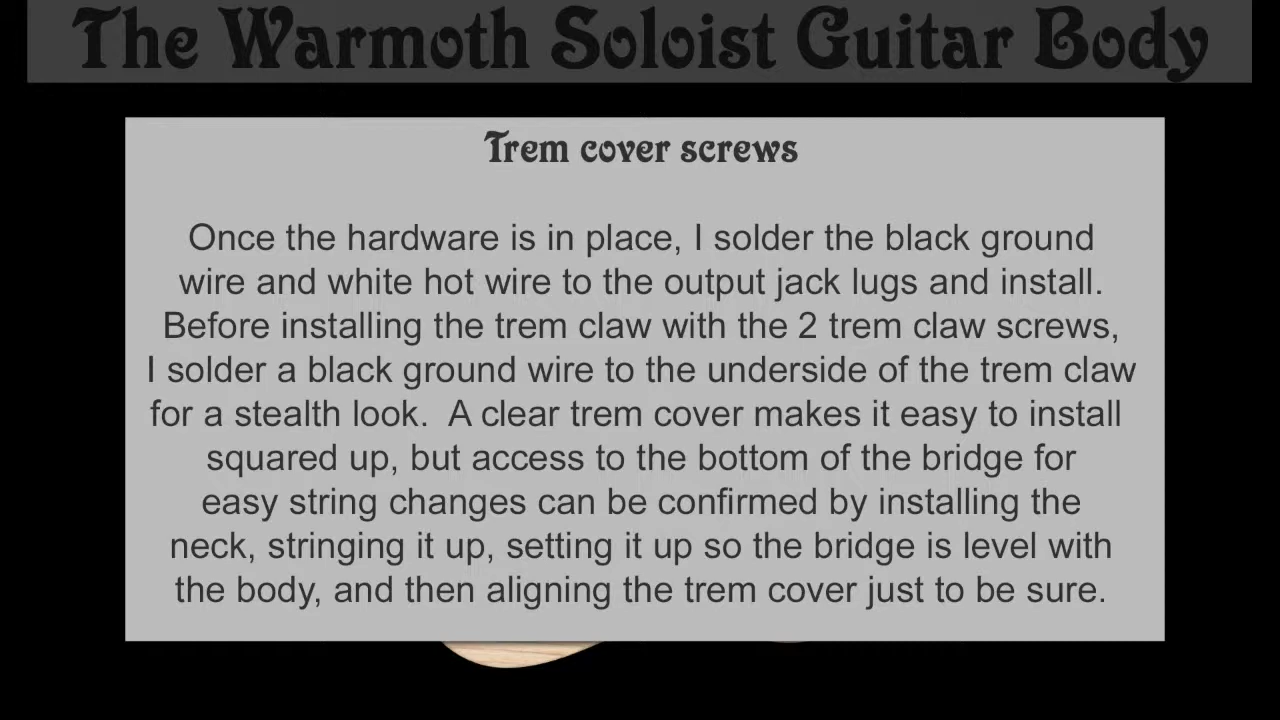 The Warmoth Soloist Guitar Body
Trem cover screws
Once the hardware is in place, I solder the black ground
wire and white hot wire to the output jack lugs and install.
Before installing the trem claw with the 2 trem claw screws,
I solder a black ground wire to the underside of the trem claw
for a stealth look.  A clear trem cover makes it easy to install
squared up, but access to the bottom of the bridge for
easy string changes can be confirmed by installing the
neck, stringing it up, setting it up so the bridge is level with
the body, and then aligning the trem cover just to be sure.